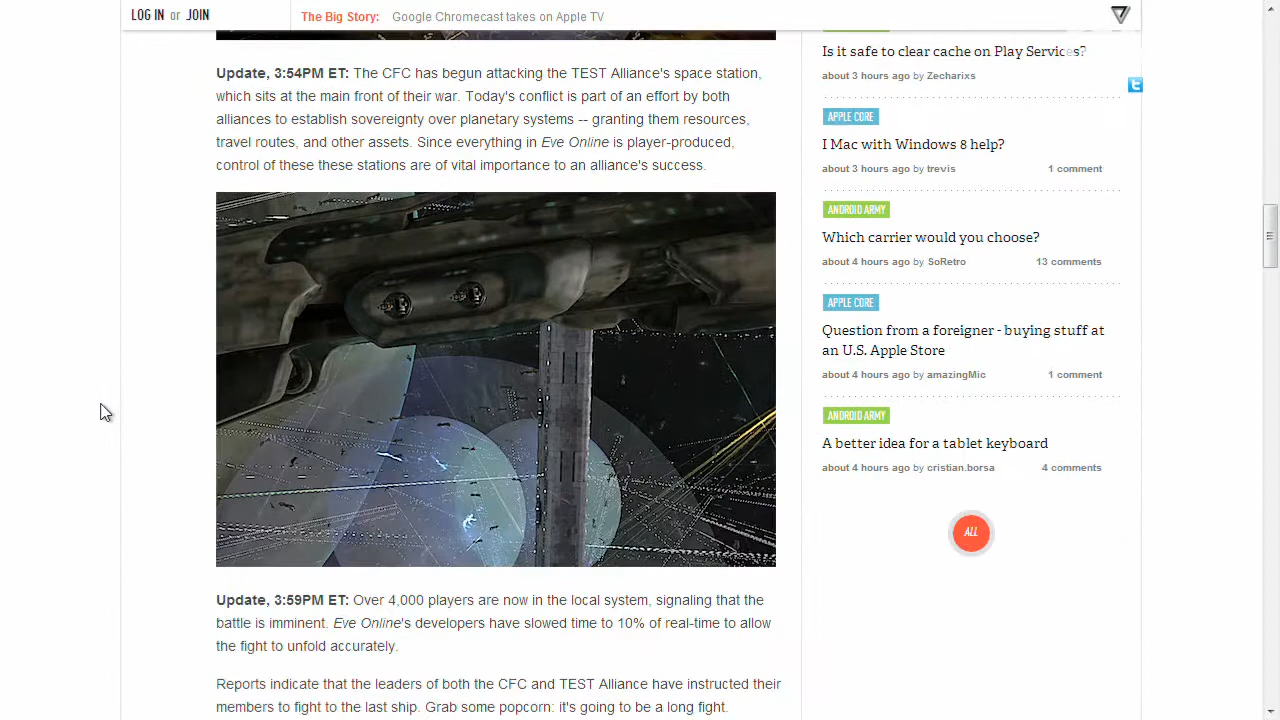 LOG IN or JOIN
The Big Story: Google Chromecast takes on Apple TV
Update, 3:54PM ET: The CFC has begun attacking the TEST Alliance's space station,
which sits at the main front of their war. Today's conflict is part of an effort by both
alliances to establish sovereignty over planetary systems -- granting them resources,
travel routes, and other assets. Since everything in Eve Online is player-produced,
control of these these stations are of vital importance to an alliance's success.
Update, 3:59PM ET: Over 4,000 players are now in the local system, signaling that the
battle is imminent. Eve Online's developers have slowed time to 10% of real-time to allow
the fight to unfold accurately.
Reports indicate that the leaders of both the CFC and TEST Alliance have instructed their
members to fight to the last ship. Grab some popcorn: it's going to be a long fight.
Is it safe to clear cache on Play Services?
about 3 hours ago by Zecharixs
APPLE CORE
I Mac with Windows 8 help?
about 3 hours ago by trevis 1 comment
ANDROID ARMY
Which carrier would you choose?
about 4 hours ago by SoRetro 13 comments
APPLE CORE
Question from a foreigner - buying stuff at
an U.S. Apple Store
about 4 hours ago by amazingMic 1 comment
ANDROID ARMY
A better idea for a tablet keyboard
about 4 hours ago by cristian.borsa 4 comments
ALL